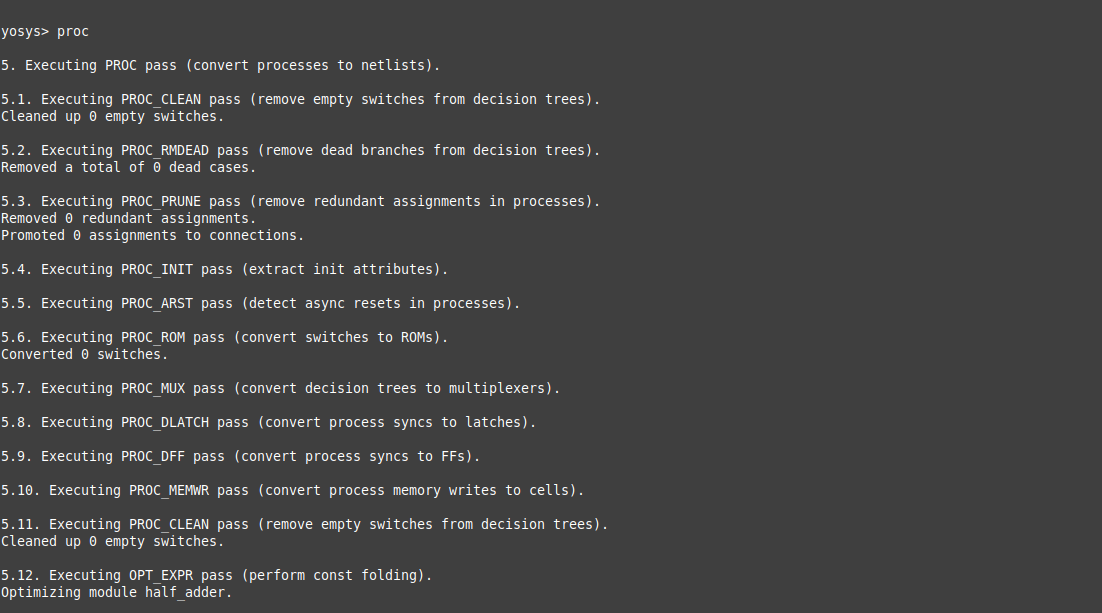 yosys> proc
5. Executing PROC pass (convert processes to netlists).
5.1. Executing PROC_CLEAN pass (remove empty switches from decision trees).
Cleaned up 0 empty switches.
5.2. Executing PROC_RMDEAD pass (remove dead branches from decision trees).
Removed a total of 0 dead cases.
5.3. Executing PROC_PRUNE pass (remove redundant assignments in processes).
Removed 0 redundant assignments.
Promoted 0 assignments to connections.
5.4. Executing PROC_INIT pass (extract init attributes).
5.5. Executing PROC_ARST pass (detect async resets in processes).
5.6. Executing PROC_ROM pass (convert switches to ROMs).
Converted 0 switches.
5.7. Executing PROC_MUX pass (convert decision trees to multiplexers).
5.8. Executing PROC_DLATCH pass (convert process syncs to latches).
5.9. Executing PROC_DFF pass (convert process syncs to FFs).
5.10. Executing PROC_MEMWR pass (convert process memory writes to cells).
5.11. Executing PROC_CLEAN pass (remove empty switches from decision trees).
Cleaned up 0 empty switches.
5.12. Executing OPT_EXPR pass (perform const folding).
Optimizing module half_adder.